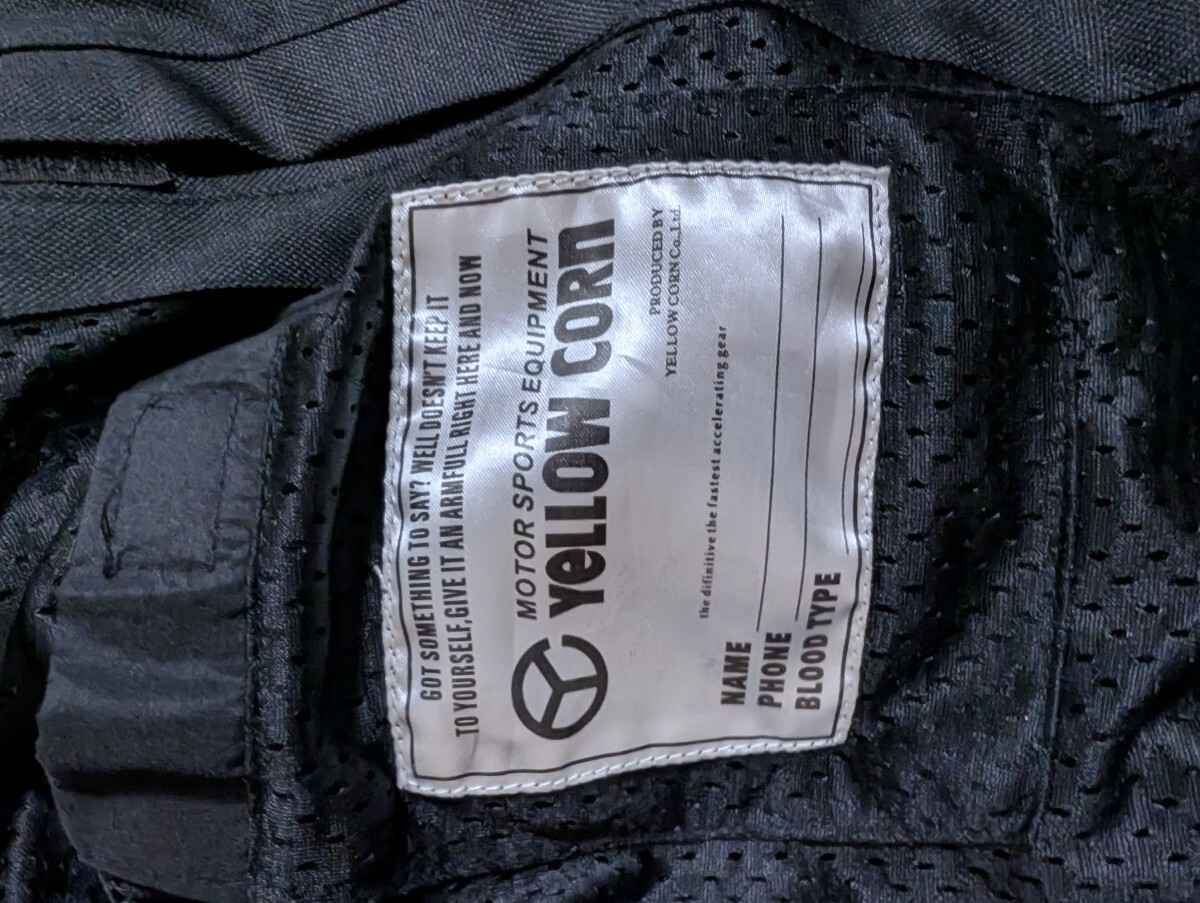 GOT SOMETHING TO SAY? WELL DOESN'T KEEP IT
TO YOURSELF, GIVE IT AN ARMFULL RIGHT HERE AND NOW
MOTOR SPORTS EQUIPMENT
YeLLOW CORn
PRODUCED BY
YELLOW CORN Co., Ltd.
the difinitive the fastest accelerating gear
NAME
PHONE
BLOOD TYPE